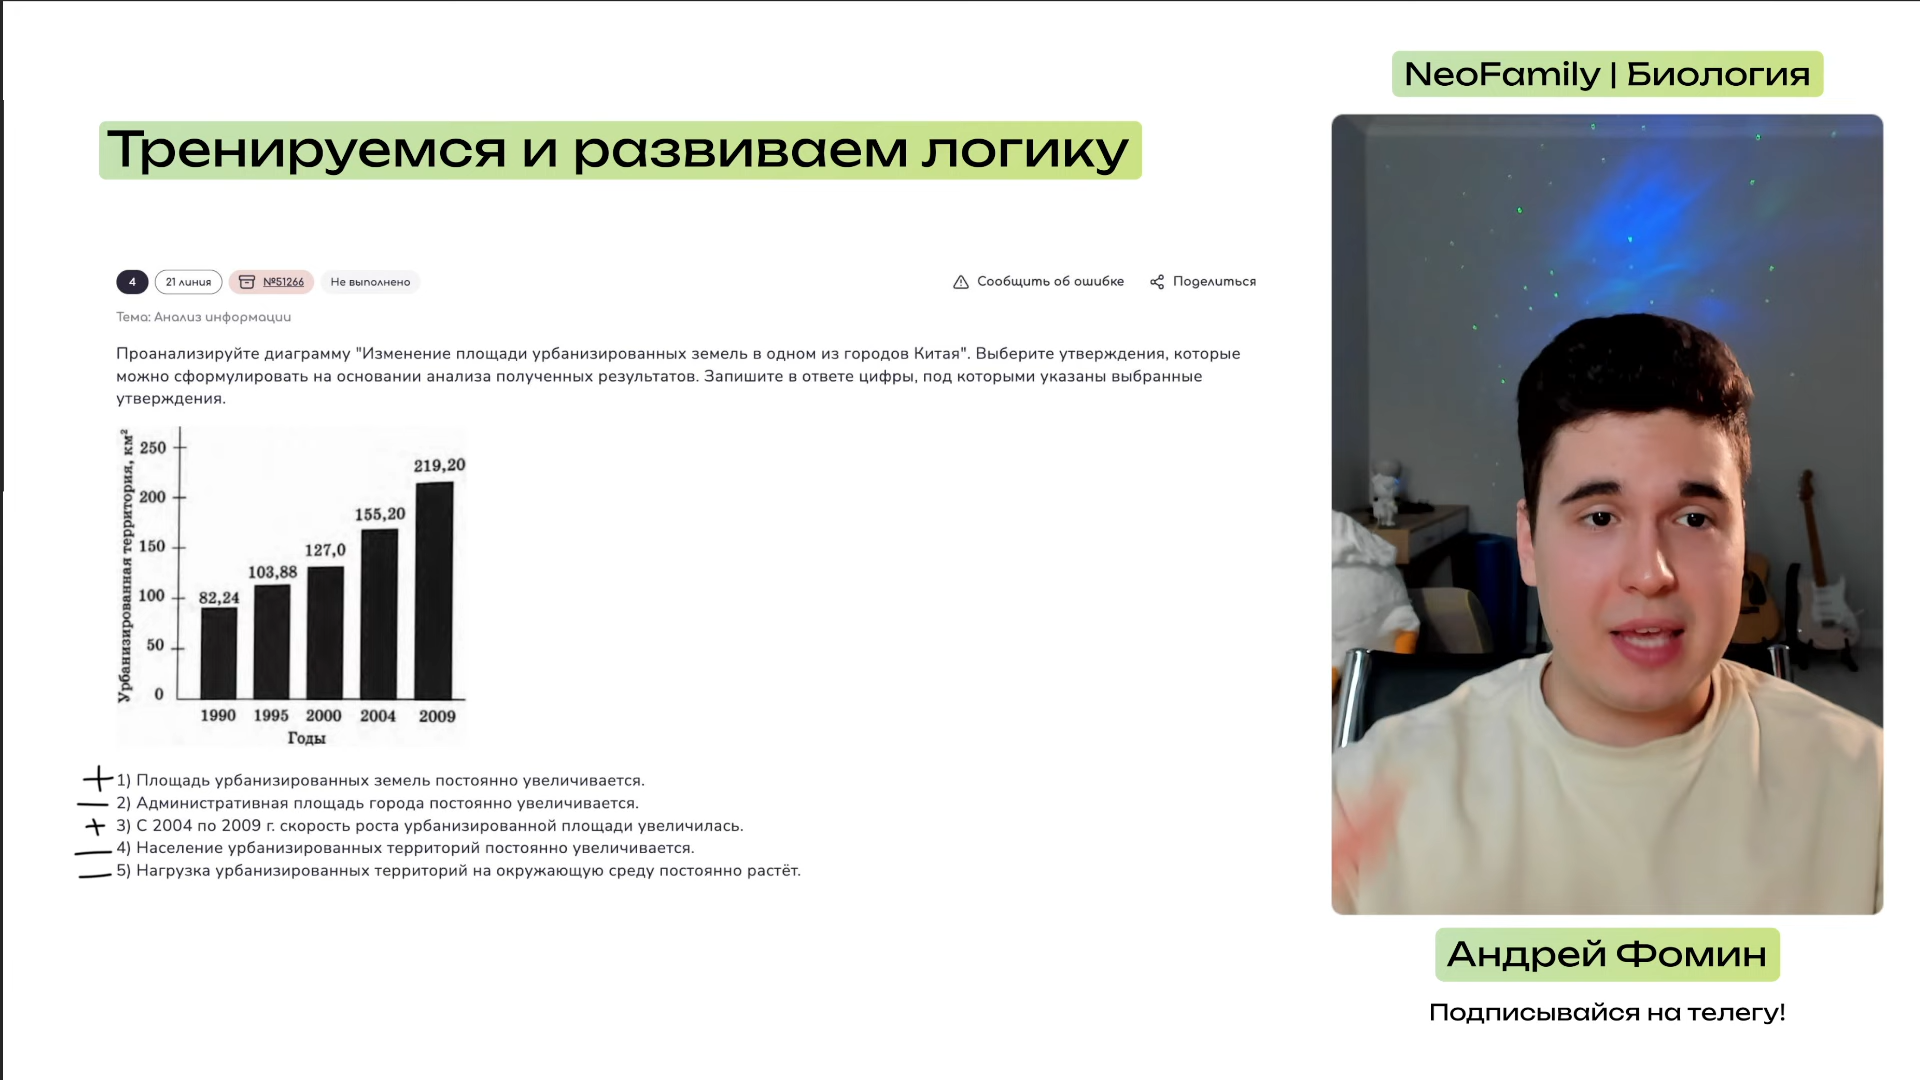 NeoFamily | Биология
Тренируемся и развиваем логику
4
21 линия
№51266
Не выполнено
Сообщить об ошибке
Поделиться
Тема: Анализ информации
Проанализируйте диаграмму "Изменение площади урбанизированных земель в одном из городов Китая". Выберите утверждения, которые
можно сформулировать на основании анализа полученных результатов. Запишите в ответе цифры, под которыми указаны выбранные
утверждения.
Урбанизированная территория, км²
250
200
150
100
50
0
82,24
103,88
127,0
155,20
219,20
1990 1995 2000 2004 2009
Годы
+ 1) Площадь урбанизированных земель постоянно увеличивается.
— 2) Административная площадь города постоянно увеличивается.
+ 3) С 2004 по 2009 г. скорость роста урбанизированной площади увеличилась.
— 4) Население урбанизированных территорий постоянно увеличивается.
— 5) Нагрузка урбанизированных территорий на окружающую среду постоянно растёт.
Андрей Фомин
Подписывайся на телегу!